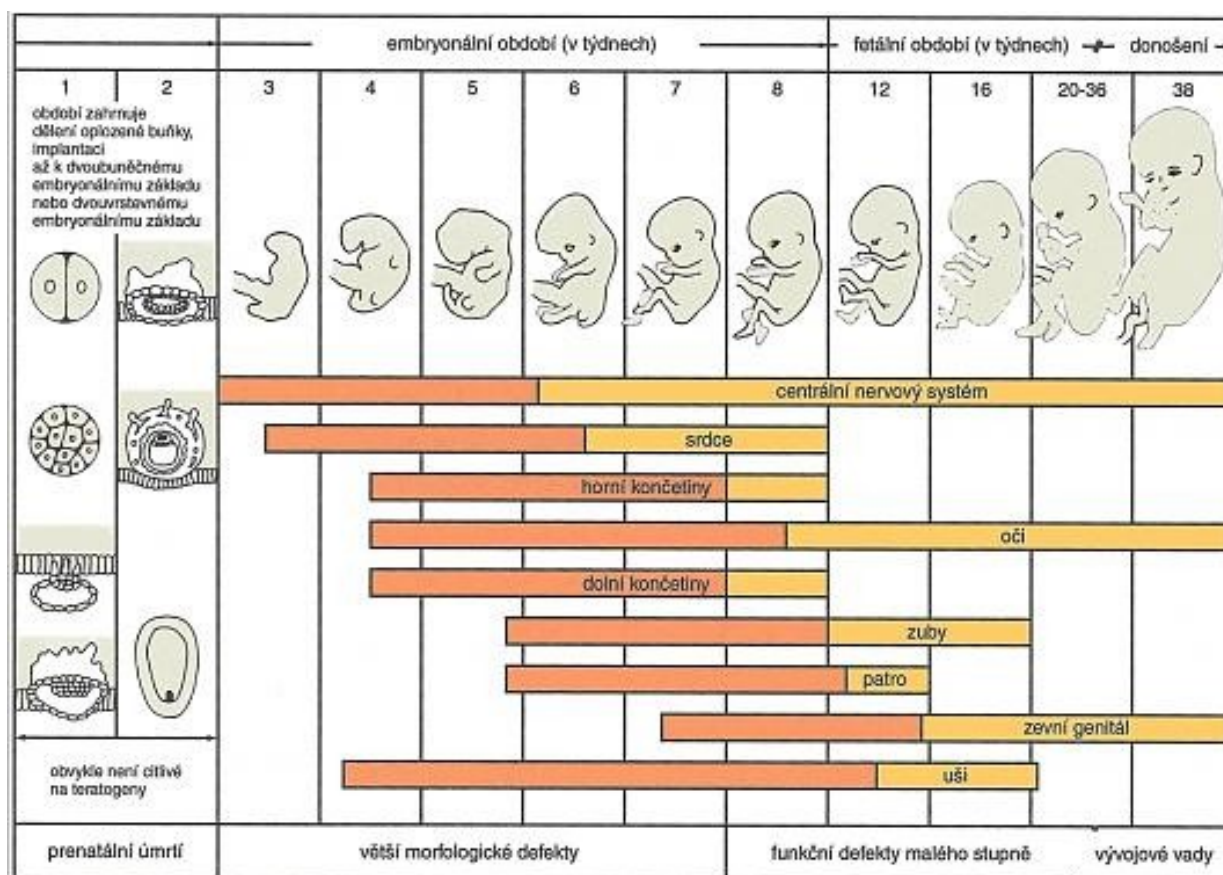 embryonální období (v týdnech)
fetální období (v týdnech)
donošení
1
2
3
4
5
6
7
8
12
16
20-36
38
období zahrnuje
dělení oplozené buňky,
implantaci
až k dvoubuněčnému
embryonálnímu základu
nebo dvouvrstevnému
embryonálnímu základu
centrální nervový systém
srdce
horní končetiny
oči
dolní končetiny
zuby
patro
zevní genitál
uši
obvykle není citlivé
na teratogeny
prenatální úmrtí
větší morfologické defekty
funkční defekty malého stupně
vývojové vady